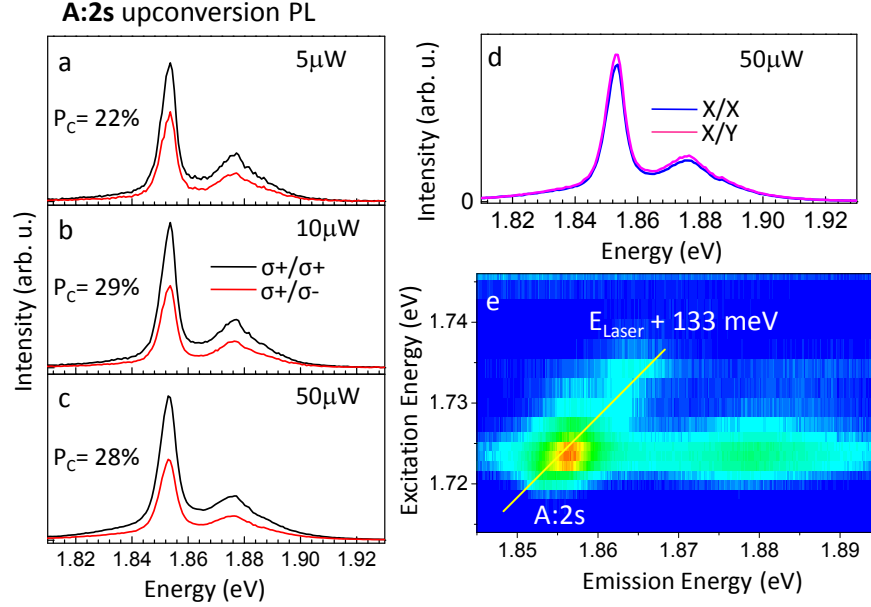 A:2s upconversion PL
a
5μW
P_C= 22%
b
10μW
σ+/σ+
σ+/σ-
P_C= 29%
c
50μW
P_C= 28%
Intensity (arb. u.)
1.82 1.84 1.86 1.88 1.90 1.92
Energy (eV)
d
50μW
X/X
X/Y
Intensity (arb. u.)
0
1.82 1.84 1.86 1.88 1.90 1.92
Energy (eV)
e
E_Laser + 133 meV
A:2s
Excitation Energy (eV)
1.74
1.73
1.72
1.85 1.86 1.87 1.88 1.89
Emission Energy (eV)